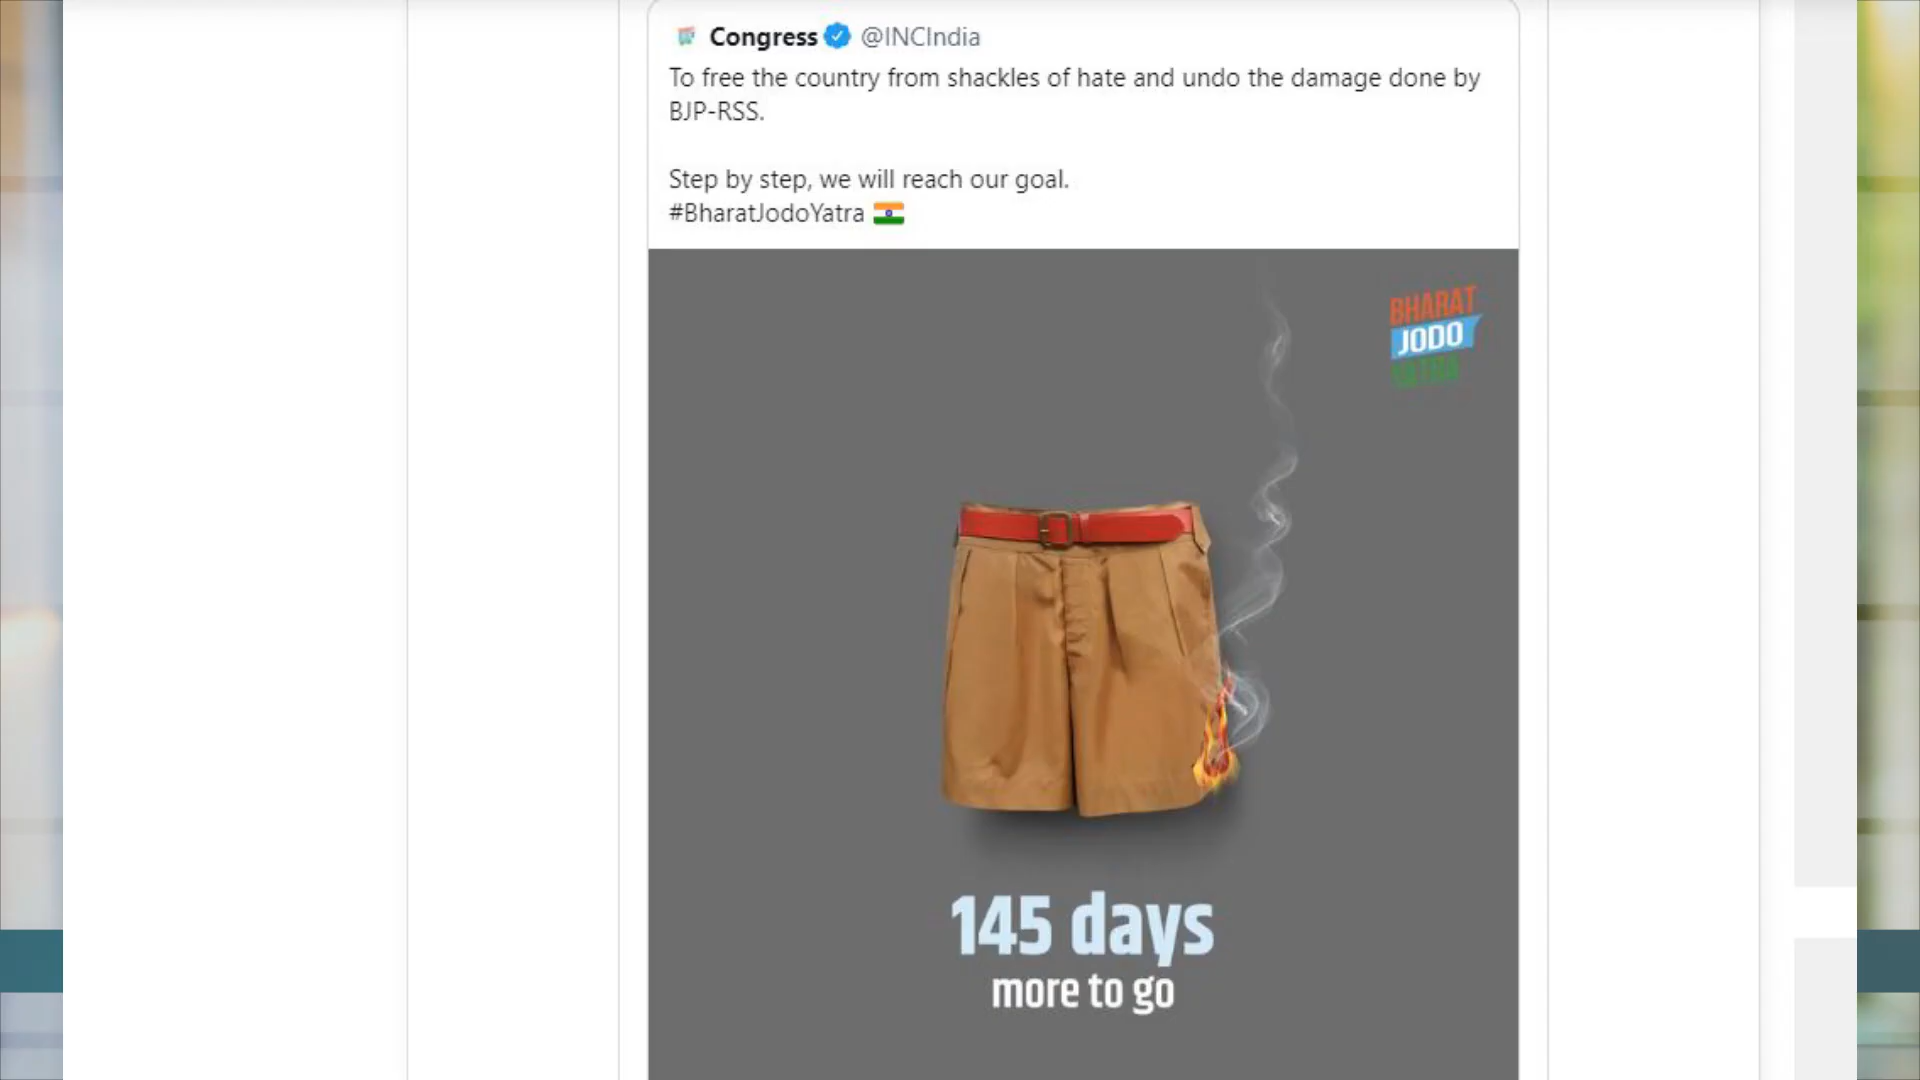 Congress @INCIndia
To free the country from shackles of hate and undo the damage done by
BJP-RSS.
Step by step, we will reach our goal.
#BharatJodoYatra
BHARAT
JODO
YATRA
145 days
more to go